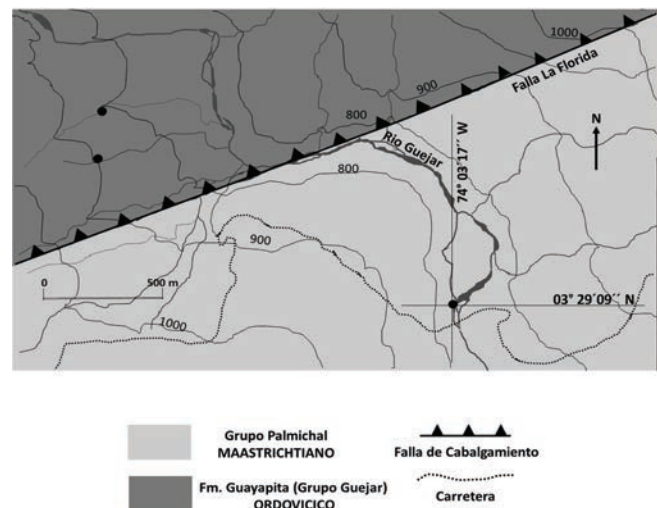 1000
Falla La Florida
900
800
Rio Guejar
N
74° 03´17´´ W
800
900
0
500 m
03° 29´09´´ N
1000
Grupo Palmichal
MAASTRICHTIANO
Falla de Cabalgamiento
Fm. Guayapita (Grupo Guejar)
ORDOVICICO
Carretera